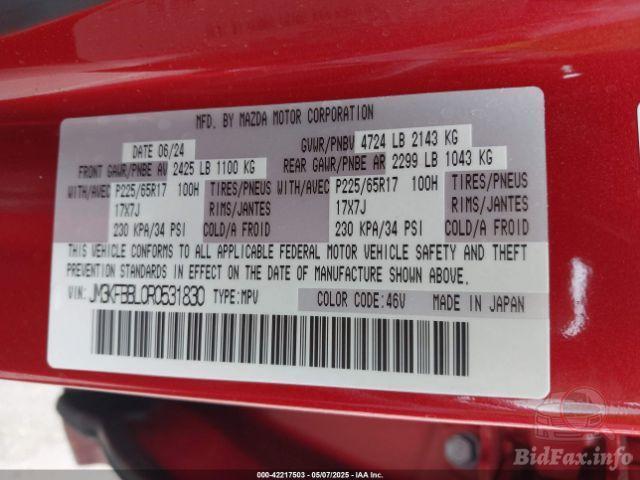 MFD. BY MAZDA MOTOR CORPORATION
DATE 06/24 GVWR/PNBV 4724 LB 2143 KG
FRONT GAWR/PNBE AV 2425 LB 1100 KG REAR GAWR/PNBE AR 2299 LB 1043 KG
WITH/AVEC P225/65R17 100H TIRES/PNEUS WITH/AVEC P225/65R17 100H TIRES/PNEUS
17X7J RIMS/JANTES 17X7J RIMS/JANTES
230 KPA/34 PSI COLD/A FROID 230 KPA/34 PSI COLD/A FROID
THIS VEHICLE CONFORMS TO ALL APPLICABLE FEDERAL MOTOR VEHICLE SAFETY AND THEFT
PREVENTION STANDARDS IN EFFECT ON THE DATE OF MANUFACTURE SHOWN ABOVE.
VIN: JM3KFBBL0R0531830 TYPE:MPV COLOR CODE:46V MADE IN JAPAN
BidFax.info
000-42217503 - 05/07/2025 - IAA Inc.